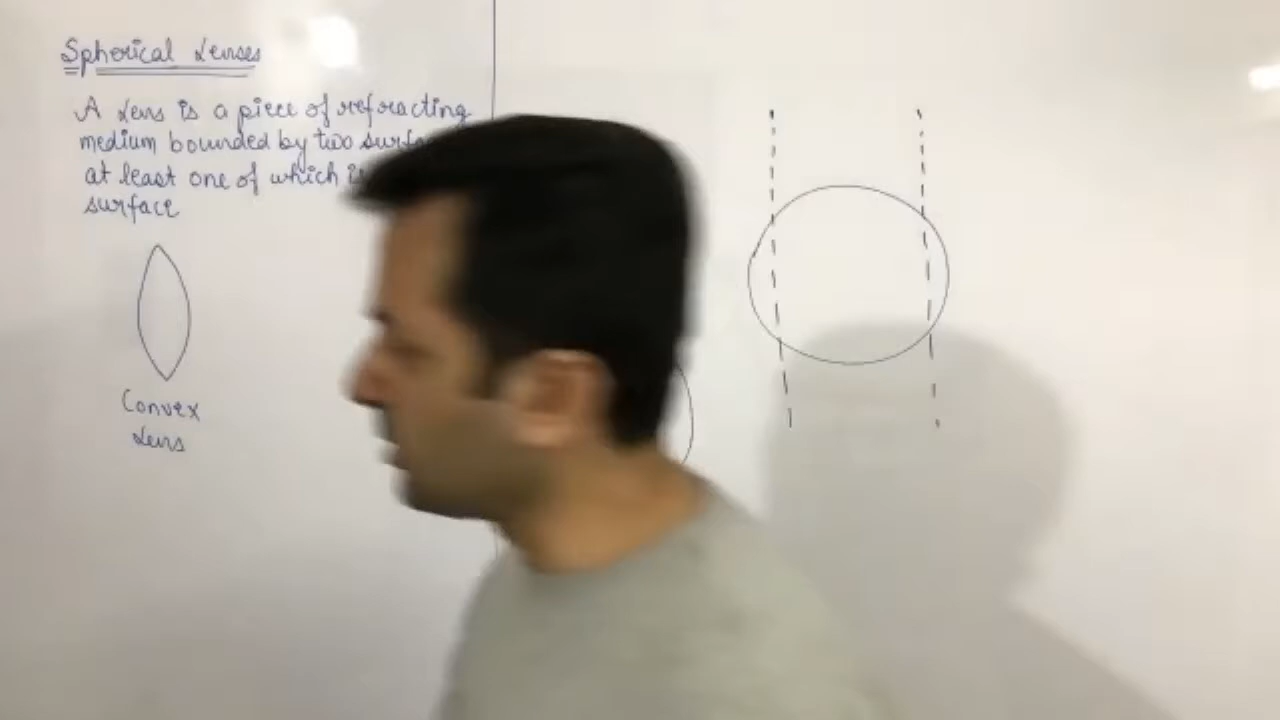 Spherical Lenses
A Lens is a piece of refracting
medium bounded by two
at least one of which
surface
Convex
Lens